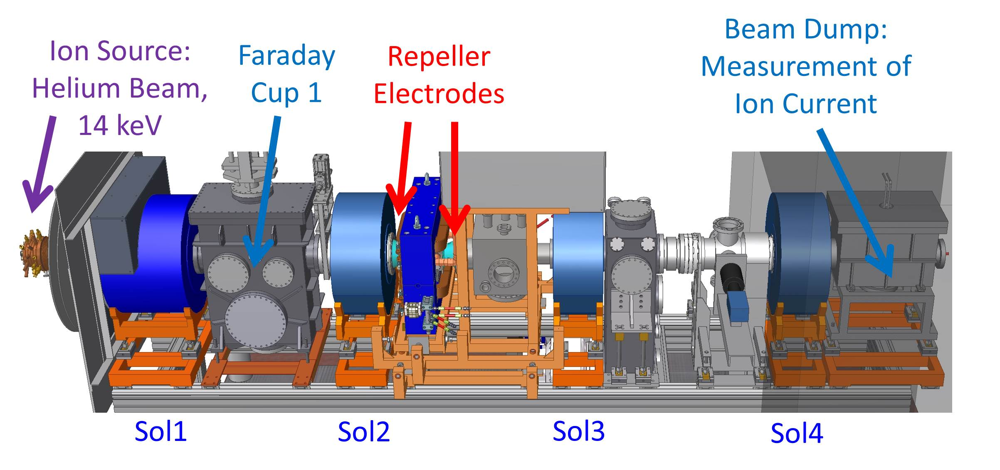 Ion Source:
Helium Beam,
14 keV
Faraday
Cup 1
Repeller
Electrodes
Beam Dump:
Measurement of
Ion Current
Sol1
Sol2
Sol3
Sol4